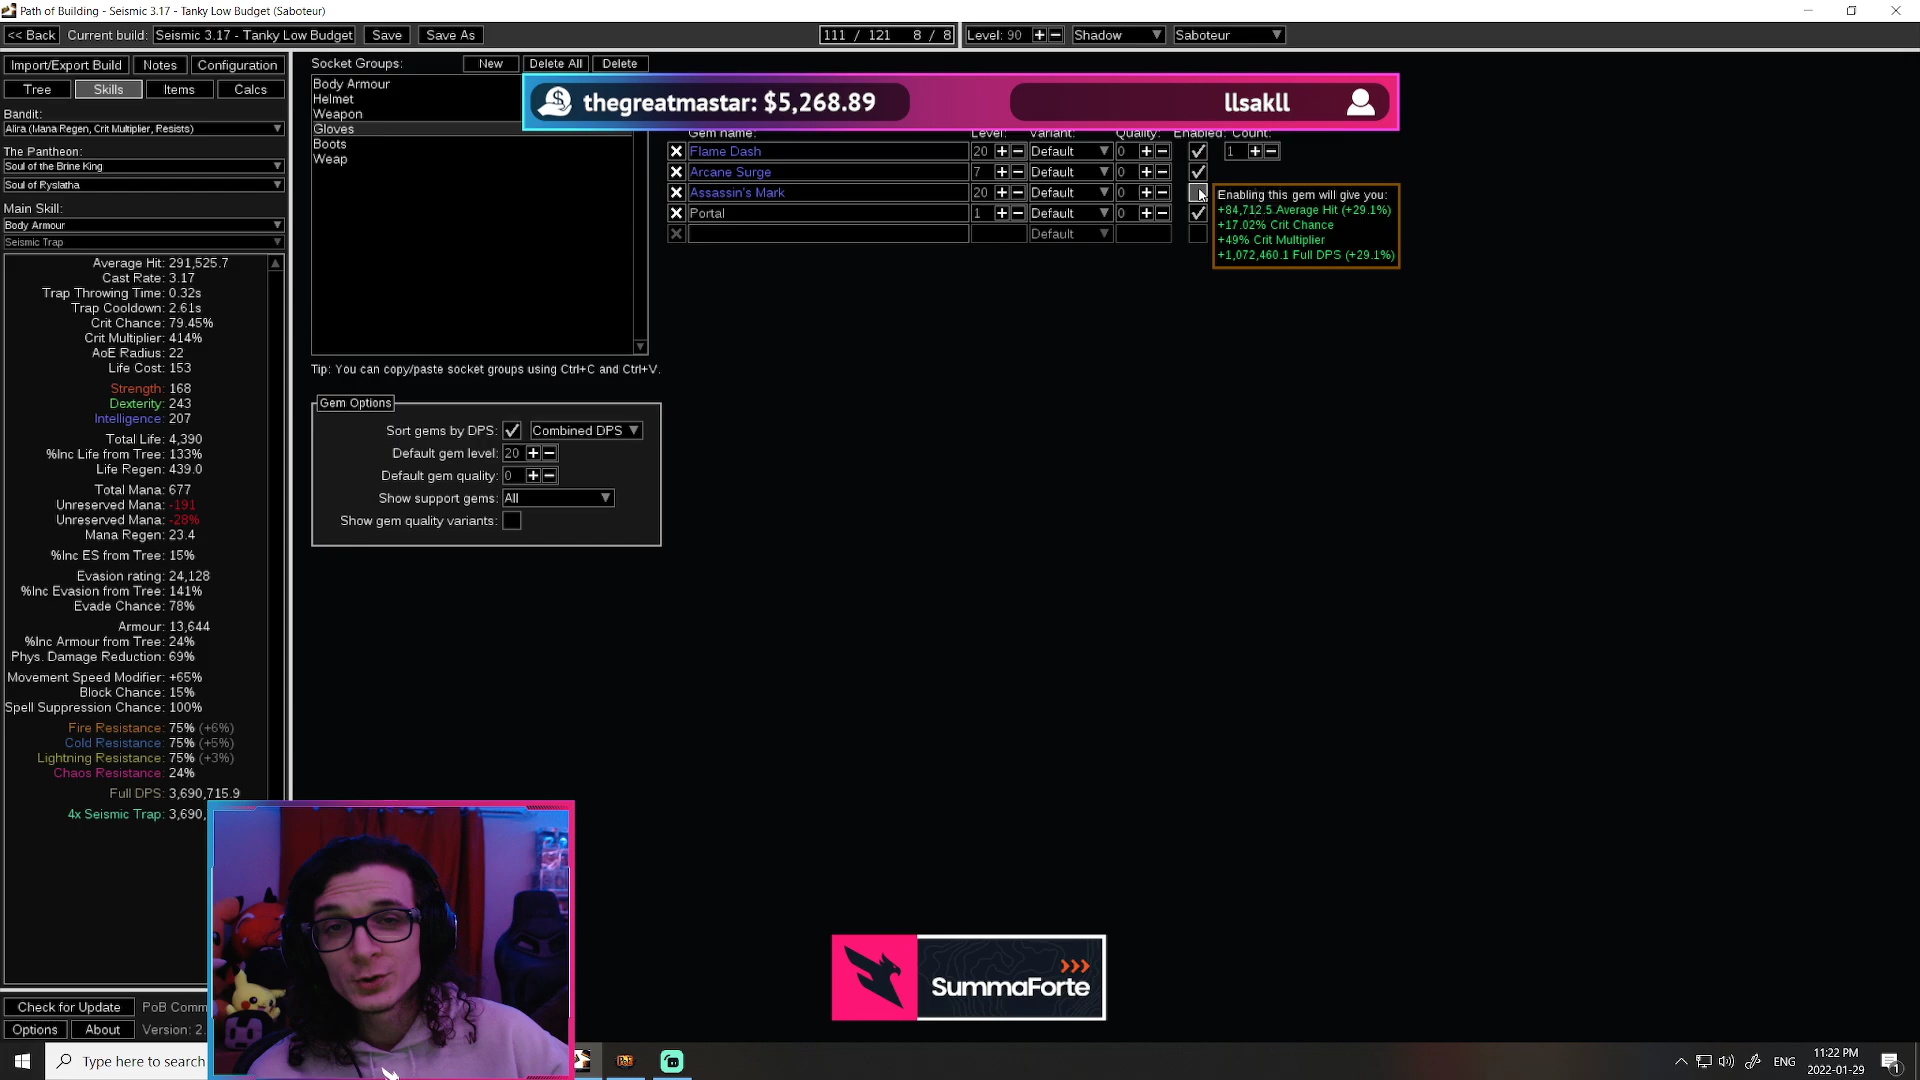 Path of Building - Seismic 3.17 - Tanky Low Budget (Saboteur)
<< Back Current build: Seismic 3.17 - Tanky Low Budget Save Save As 111 / 121 8 / 8 Level: 90 + - Shadow Saboteur
Import/Export Build Notes Configuration
Tree Skills Items Calcs
Bandit:
Alira (Mana Regen, Crit Multiplier, Resists)
The Pantheon:
Soul of the Brine King
Soul of Ryslatha
Main Skill:
Body Armour
Seismic Trap
Average Hit: 291,525.7
Cast Rate: 3.17
Trap Throwing Time: 0.32s
Trap Cooldown: 2.61s
Crit Chance: 79.45%
Crit Multiplier: 414%
AoE Radius: 22
Life Cost: 153
Strength: 168
Dexterity: 243
Intelligence: 207
Total Life: 4,390
%Inc Life from Tree: 133%
Life Regen: 439.0
Total Mana: 677
Unreserved Mana: -191
Unreserved Mana: -28%
Mana Regen: 23.4
%Inc ES from Tree: 15%
Evasion rating: 24,128
%Inc Evasion from Tree: 141%
Evade Chance: 78%
Armour: 13,644
%Inc Armour from Tree: 24%
Phys. Damage Reduction: 69%
Movement Speed Modifier: +65%
Block Chance: 15%
Spell Suppression Chance: 100%
Fire Resistance: 75% (+6%)
Cold Resistance: 75% (+5%)
Lightning Resistance: 75% (+3%)
Chaos Resistance: 24%
Full DPS: 3,690,715.9
4x Seismic Trap: 3,690,
Check for Update PoB Comm
Options About Version: 2.
Socket Groups: New Delete All Delete
Body Armour
Helmet
Weapon
Gloves
Boots
Weap
Tip: You can copy/paste socket groups using Ctrl+C and Ctrl+V.
Gem Options
Sort gems by DPS: Combined DPS
Default gem level: 20 + -
Default gem quality: 0 + -
Show support gems: All
Show gem quality variants:
thegreatmastar: $5,268.89 llsakll
Gem name: Level: Variant: Quality: Enabled: Count:
Flame Dash 20 + - Default 0 + - 1 + -
Arcane Surge 7 + - Default 0 + -
Assassin's Mark 20 + - Default 0 + -
Portal 1 + - Default 0 + -
Default
Enabling this gem will give you:
+84,712.5 Average Hit (+29.1%)
+17.02% Crit Chance
+49% Crit Multiplier
+1,072,460.1 Full DPS (+29.1%)
SummaForte
Type here to search
ENG
11:22 PM
2022-01-29